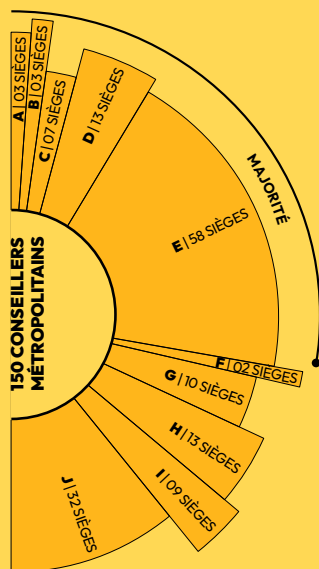 A | 03 SIÈGES
B | 03 SIÈGES
C | 07 SIÈGES
D | 13 SIÈGES
E | 58 SIÈGES
MAJORITÉ
F | 02 SIÈGES
G | 10 SIÈGES
H | 13 SIÈGES
I | 09 SIÈGES
J | 32 SIÈGES
150 CONSEILLERS
MÉTROPOLITAINS